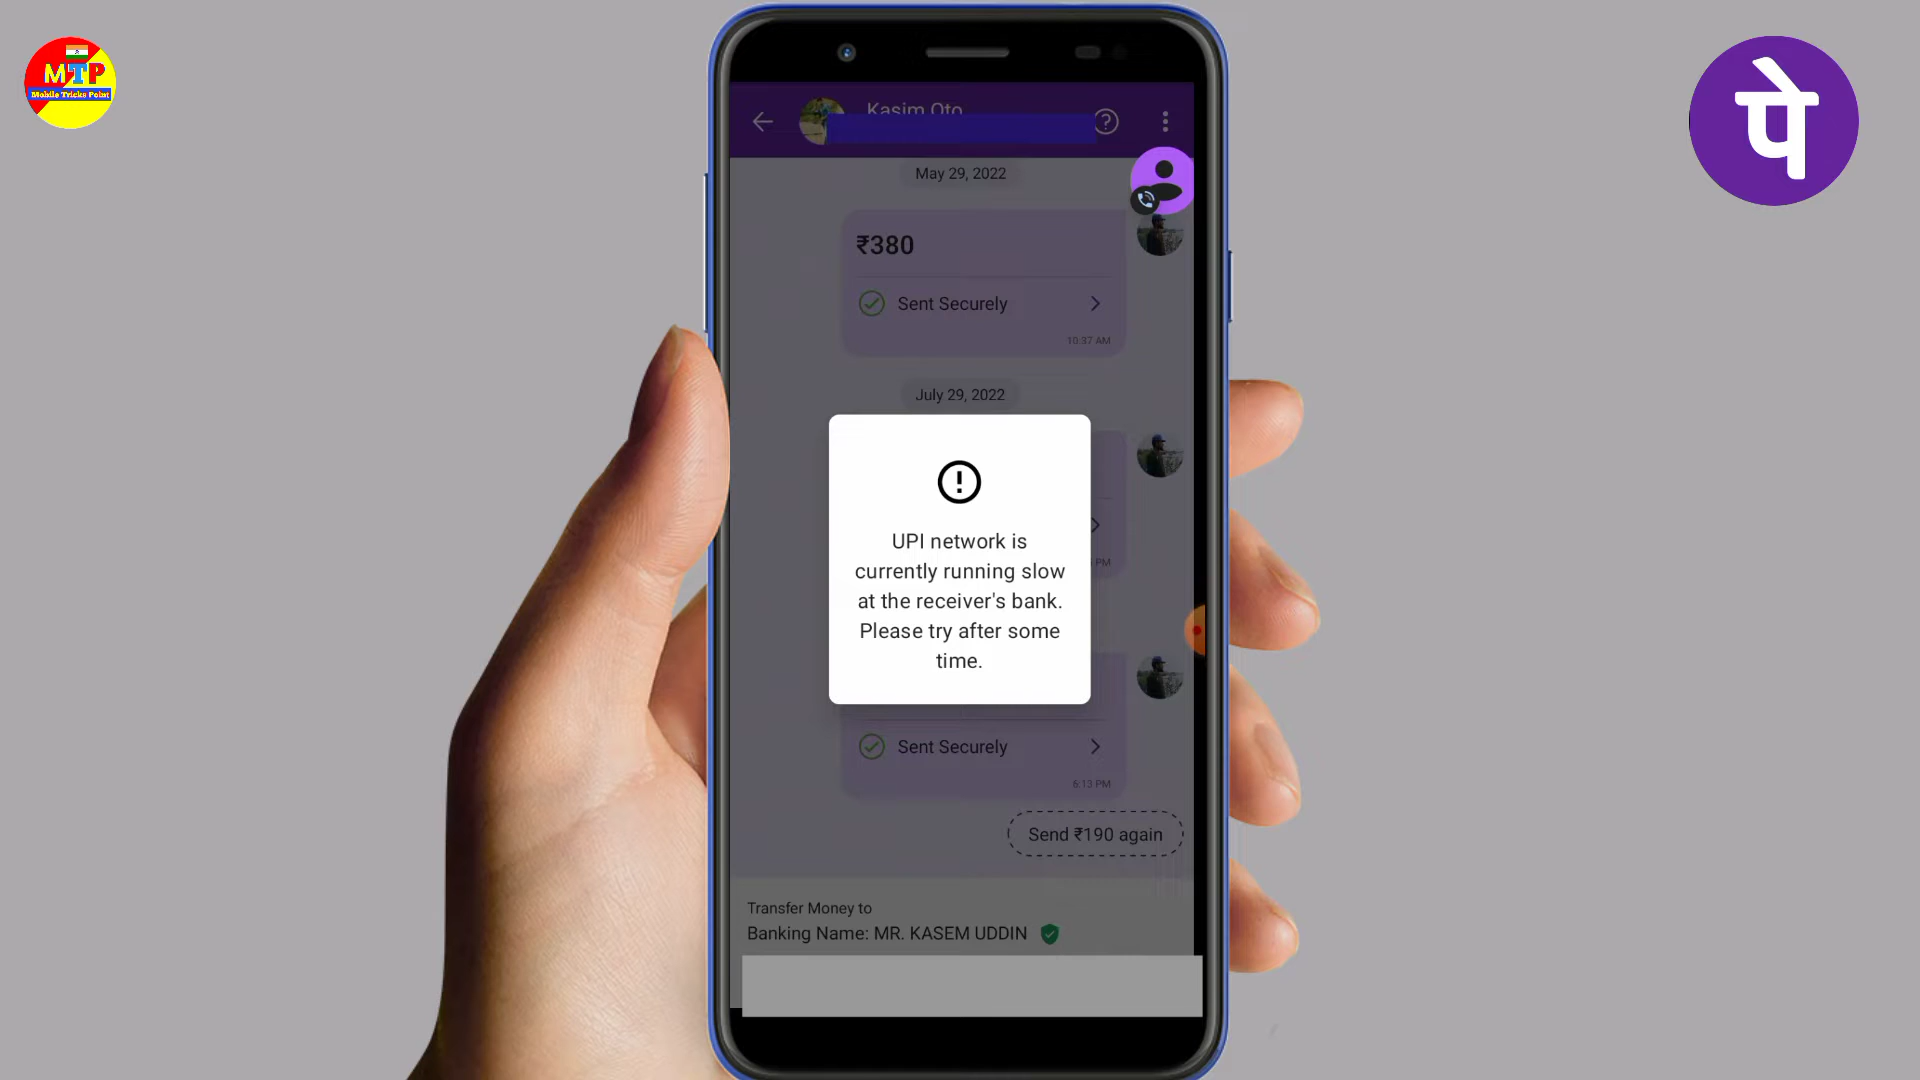 MTP
Mobile Tricks Point
पे
Kasim Oto
May 29, 2022
₹380
Sent Securely
10:37 AM
July 29, 2022
PM
UPI network is
currently running slow
at the receiver's bank.
Please try after some
time.
Sent Securely
6:13 PM
Send ₹190 again
Transfer Money to
Banking Name: MR. KASEM UDDIN